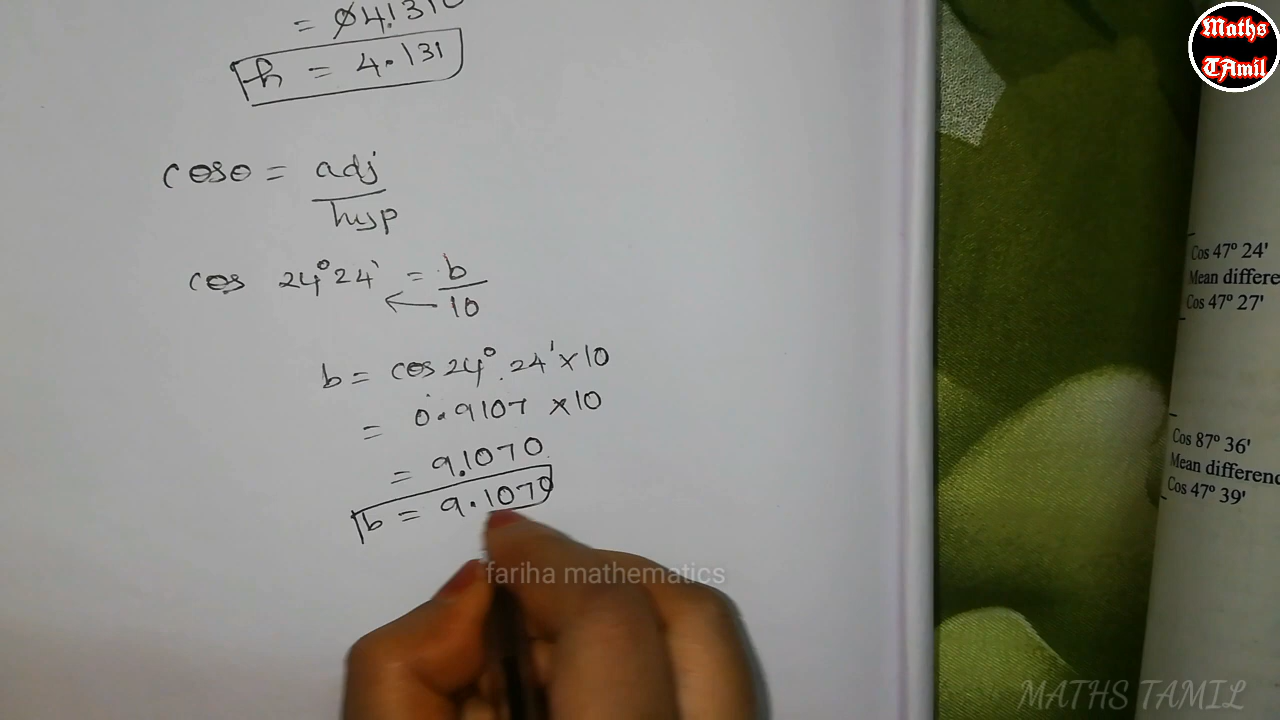 = 04.1310
h = 4.131
cosθ = adj
hyp
cos 24°24' = b
10
b = cos 24°.24' × 10
= 0.9107 × 10
= 9.1070
b = 9.1070
fariha mathematics
Maths
TAmil
Cos 47° 24'
Mean differe
Cos 47° 27'
Cos 87° 36'
Mean differenc
Cos 47° 39'
MATHS TAMIL